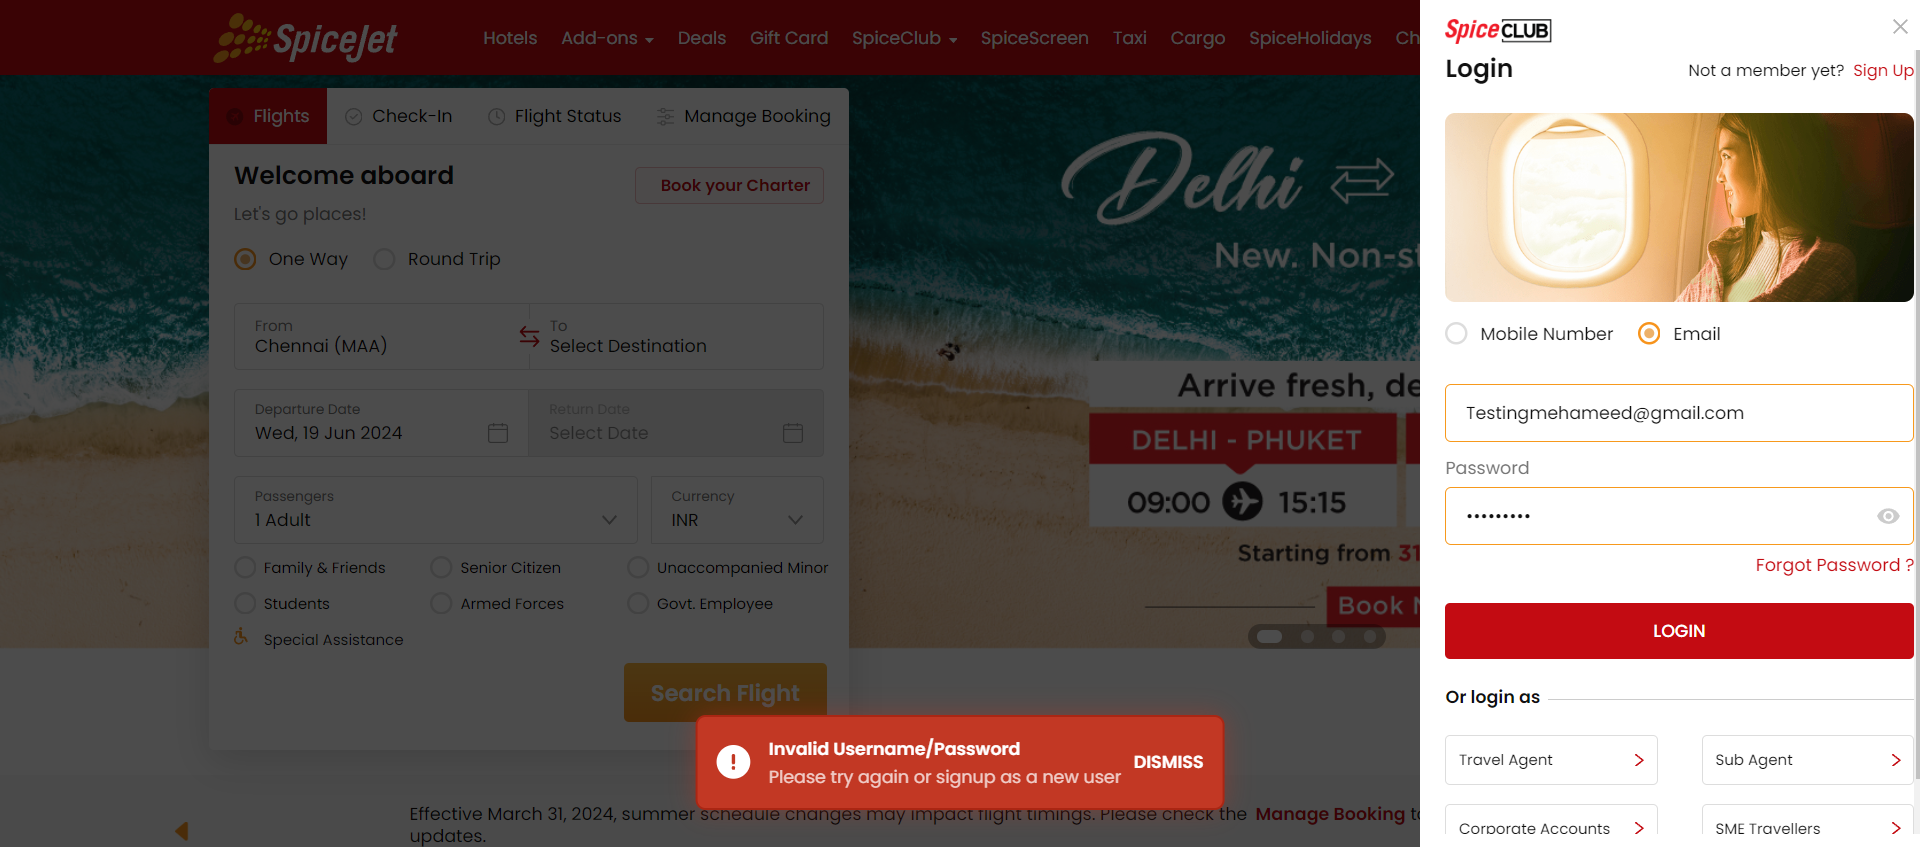 SpiceJet
Hotels Add-ons Deals Gift Card SpiceClub SpiceScreen Taxi Cargo SpiceHolidays Ch
Flights Check-In Flight Status Manage Booking
Welcome aboard
Book your Charter
Let's go places!
One Way Round Trip
From
Chennai (MAA)
To
Select Destination
Departure Date
Wed, 19 Jun 2024
Return Date
Select Date
Passengers
1 Adult
Currency
INR
Family & Friends Senior Citizen Unaccompanied Minor
Students Armed Forces Govt. Employee
Special Assistance
Search Flight
Delhi
New. Non-st
Arrive fresh, de
DELHI - PHUKET
09:00 15:15
Starting from 31
Book N
Invalid Username/Password
Please try again or signup as a new user
DISMISS
Effective March 31, 2024, summer schedule changes may impact flight timings. Please check the Manage Booking to
updates.
SpiceCLUB
Login
Not a member yet? Sign Up
Mobile Number Email
Testingmehameed@gmail.com
Password
•••••••••
Forgot Password ?
LOGIN
Or login as
Travel Agent Sub Agent
Corporate Accounts SME Travellers